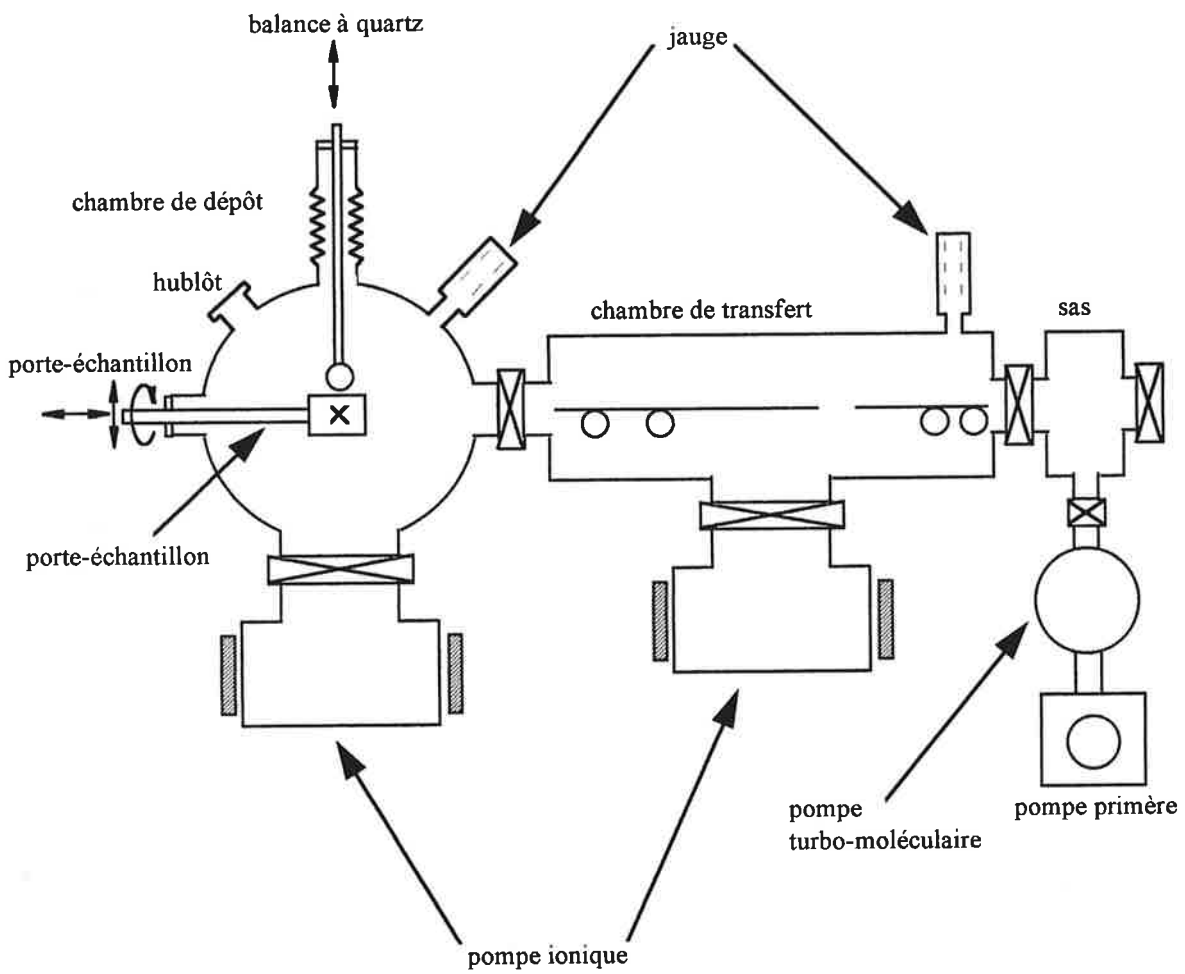 balance à quartz
jauge
chambre de dépôt
hublôt
chambre de transfert
sas
porte-échantillon
porte-échantillon
pompe
turbo-moléculaire
pompe primère
pompe ionique